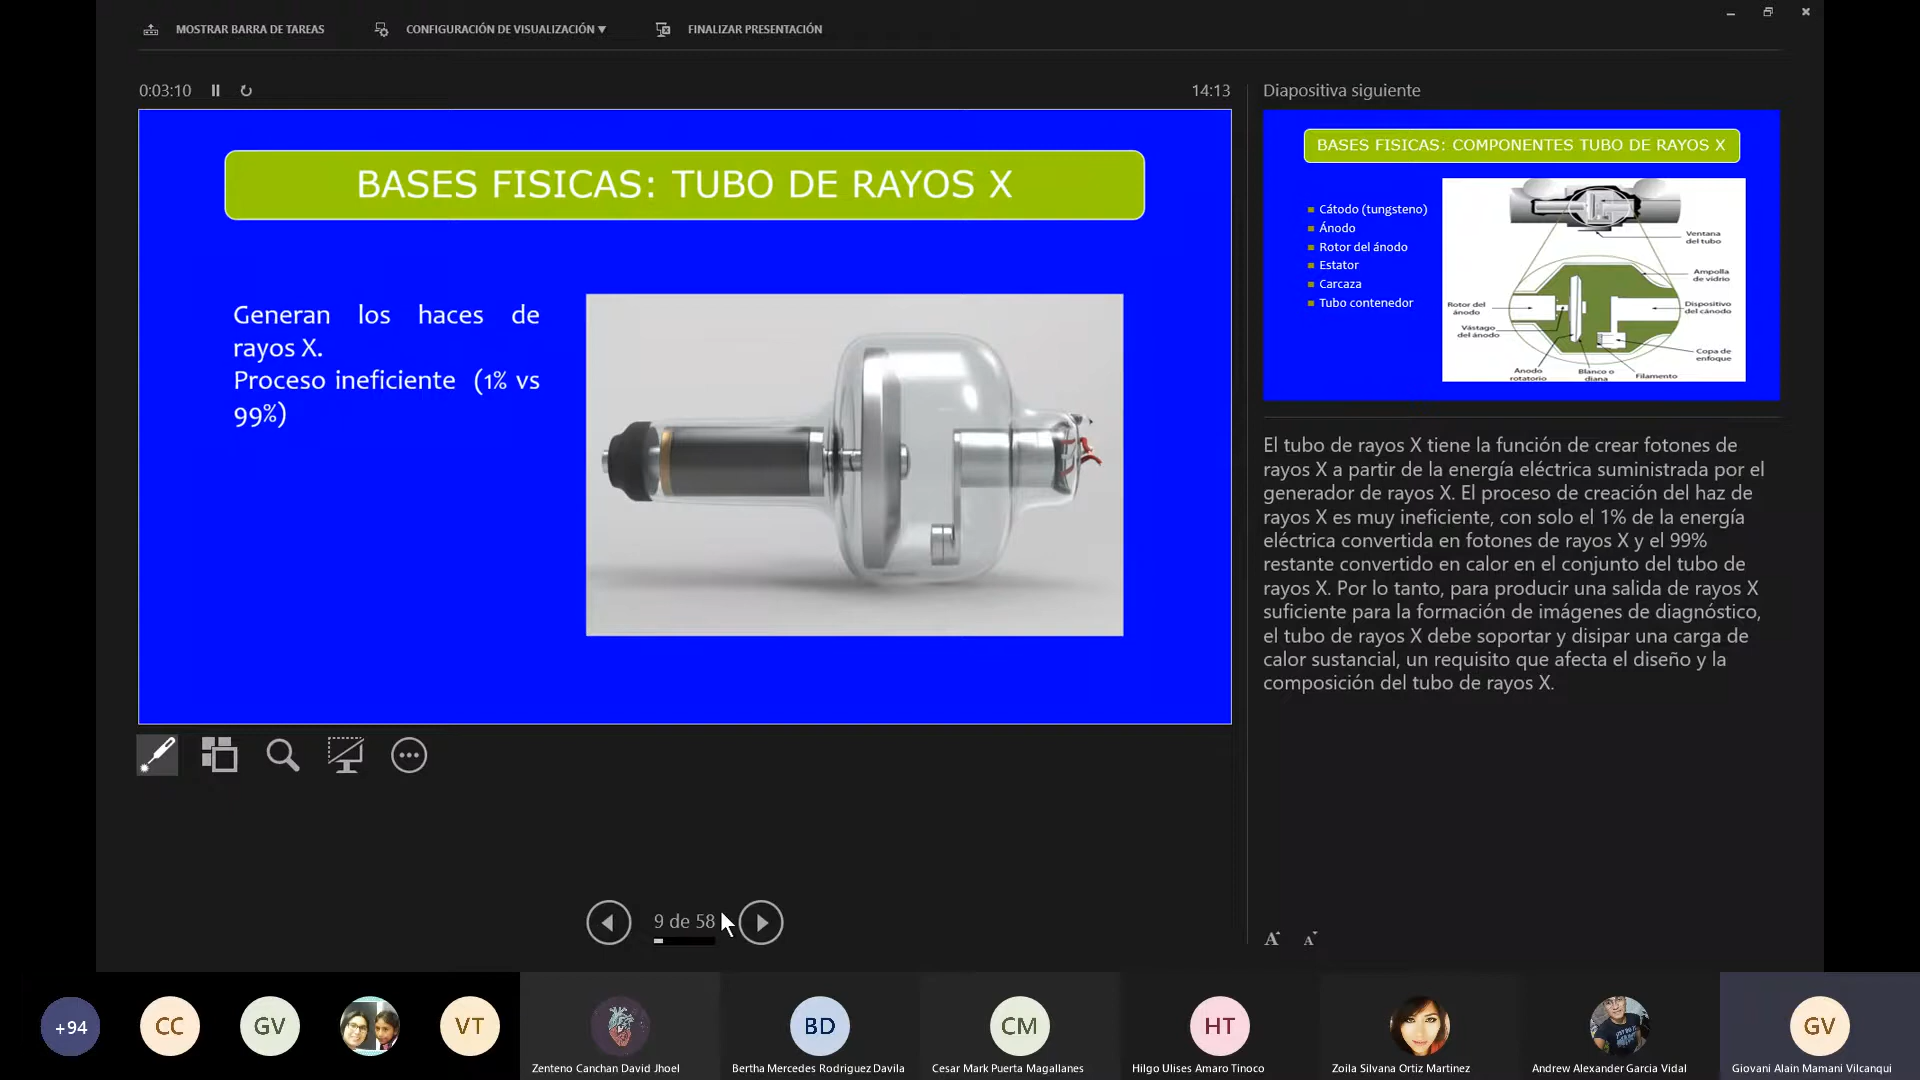 MOSTRAR BARRA DE TAREAS
CONFIGURACIÓN DE VISUALIZACIÓN ▼
FINALIZAR PRESENTACIÓN
0:03:10
14:13
BASES FISICAS: TUBO DE RAYOS X
Generan los haces de
rayos X.
Proceso ineficiente (1% vs
99%)
Diapositiva siguiente
BASES FISICAS: COMPONENTES TUBO DE RAYOS X
Cátodo (tungsteno)
Ánodo
Rotor del ánodo
Estator
Carcaza
Tubo contenedor
Ventana
del tubo
Ampolla
de vidrio
Rotor del
ánodo
Dispositivo
del cánodo
Vástago
del ánodo
Copa de
enfoque
Anodo
rotatorio
Blanco o
diana
Filamento
El tubo de rayos X tiene la función de crear fotones de
rayos X a partir de la energía eléctrica suministrada por el
generador de rayos X. El proceso de creación del haz de
rayos X es muy ineficiente, con solo el 1% de la energía
eléctrica convertida en fotones de rayos X y el 99%
restante convertido en calor en el conjunto del tubo de
rayos X. Por lo tanto, para producir una salida de rayos X
suficiente para la formación de imágenes de diagnóstico,
el tubo de rayos X debe soportar y disipar una carga de
calor sustancial, un requisito que afecta el diseño y la
composición del tubo de rayos X.
9 de 58
A A
+94
CC
GV
VT
BD
CM
HT
GV
Zenteno Canchan David Jhoel
Bertha Mercedes Rodriguez Davila
Cesar Mark Puerta Magallanes
Hilgo Ulises Amaro Tinoco
Zoila Silvana Ortiz Martinez
Andrew Alexander Garcia Vidal
Giovani Alain Mamani Vilcanqui